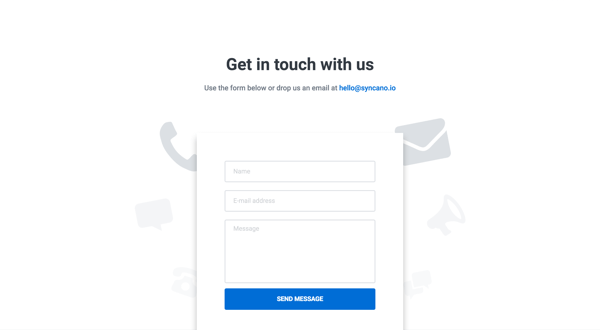 Get in touch with us
Use the form below or drop us an email at hello@syncano.io
Name
E-mail address
Message
SEND MESSAGE